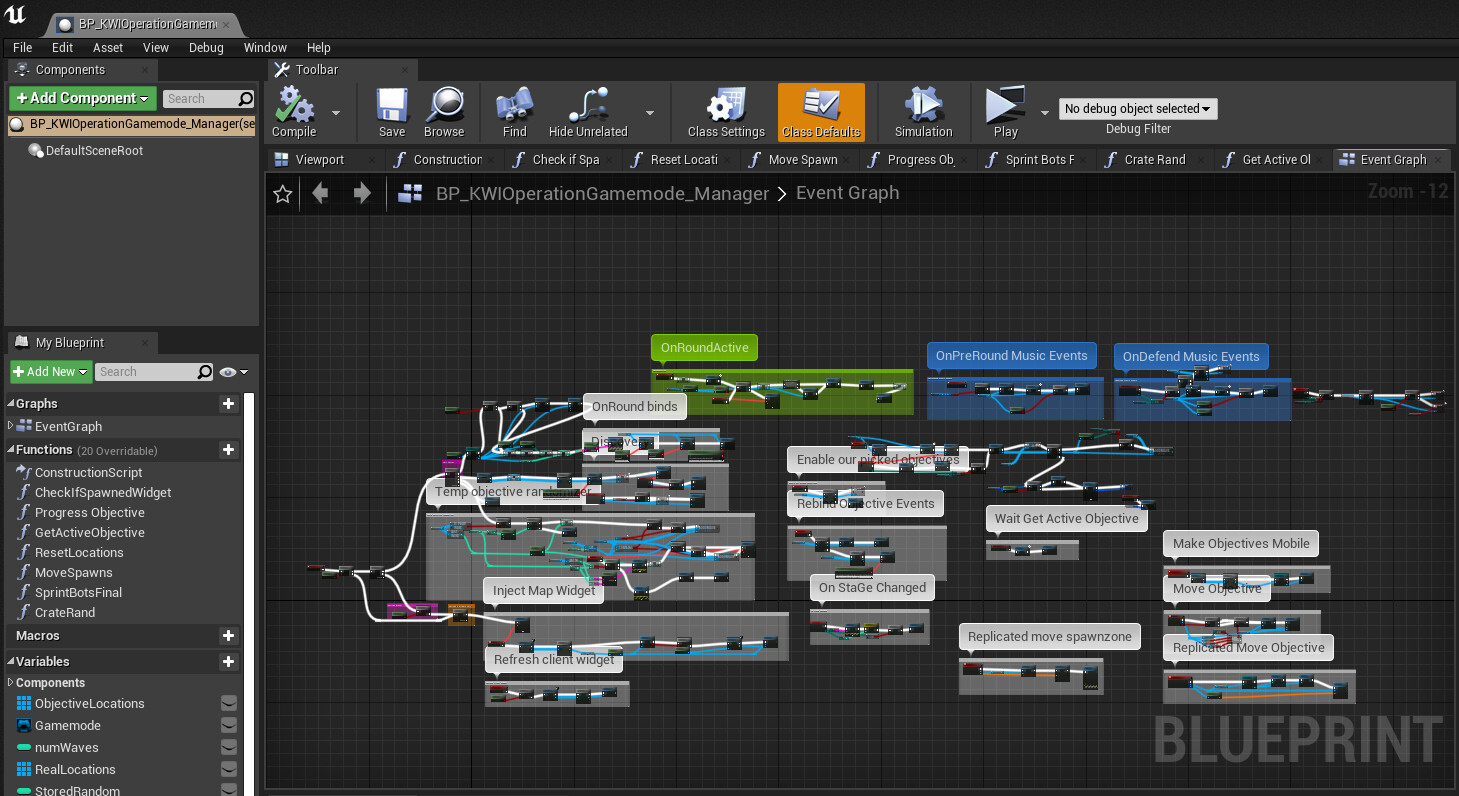 BP_KWIOperationGamem
File Edit Asset View Debug Window Help
Components
Toolbar
+ Add Component
Search
BP_KWIOperationGamemode_Manager(se
DefaultSceneRoot
Compile
Save
Browse
Find
Hide Unrelated
Class Settings
Class Defaults
Simulation
Play
No debug object selected
Debug Filter
Viewport
Construction
Check if Spa
Reset Locati
Move Spawn
Progress Ob
Sprint Bots F
Crate Rand
Get Active Ol
Event Graph
BP_KWIOperationGamemode_Manager > Event Graph
Zoom -12
My Blueprint
+ Add New
Search
Graphs
EventGraph
Functions (20 Overridable)
ConstructionScript
CheckIfSpawnedWidget
Progress Objective
GetActiveObjective
ResetLocations
MoveSpawns
SprintBotsFinal
CrateRand
Macros
Variables
Components
ObjectiveLocations
Gamemode
numWaves
RealLocations
StoredRandom
OnRoundActive
OnPreRound Music Events
OnDefend Music Events
OnRound binds
Enable our picked objectives
Temp objective randomizer
Rebind Objective Events
Wait Get Active Objective
Make Objectives Mobile
Inject Map Widget
On StaGe Changed
Move Objective
Replicated move spawnzone
Replicated Move Objective
Refresh client widget
BLUEPRINT